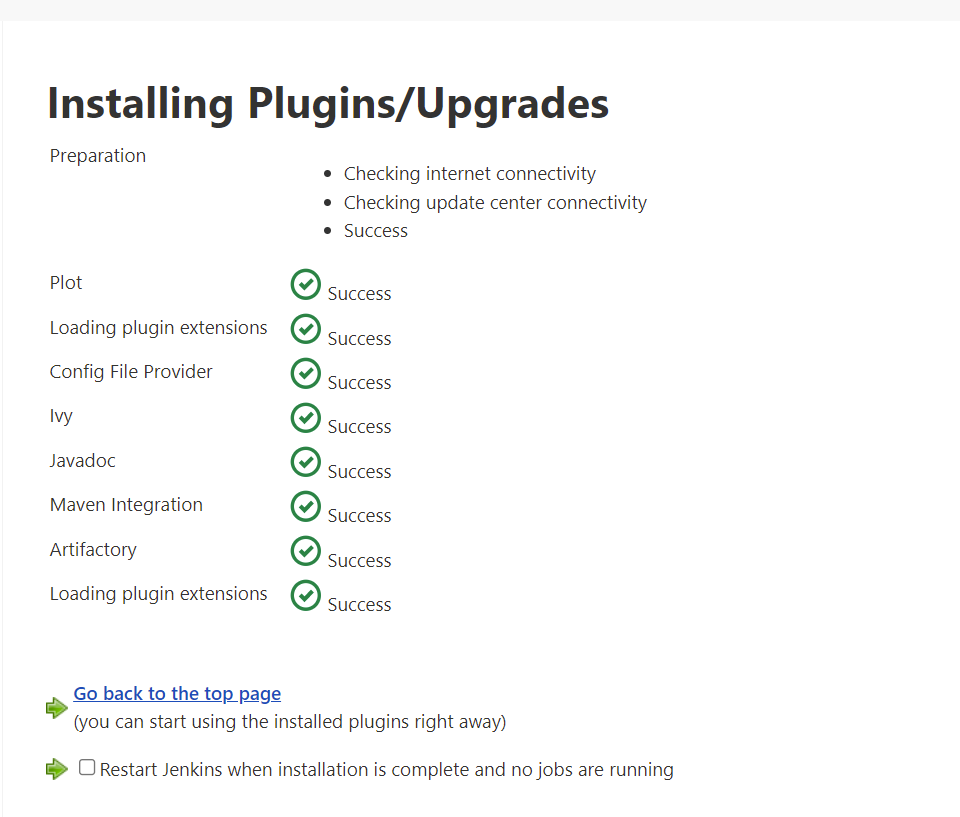 Installing Plugins/Upgrades
Preparation
Checking internet connectivity
Checking update center connectivity
Success
Plot Success
Loading plugin extensions Success
Config File Provider Success
Ivy Success
Javadoc Success
Maven Integration Success
Artifactory Success
Loading plugin extensions Success
Go back to the top page
(you can start using the installed plugins right away)
Restart Jenkins when installation is complete and no jobs are running